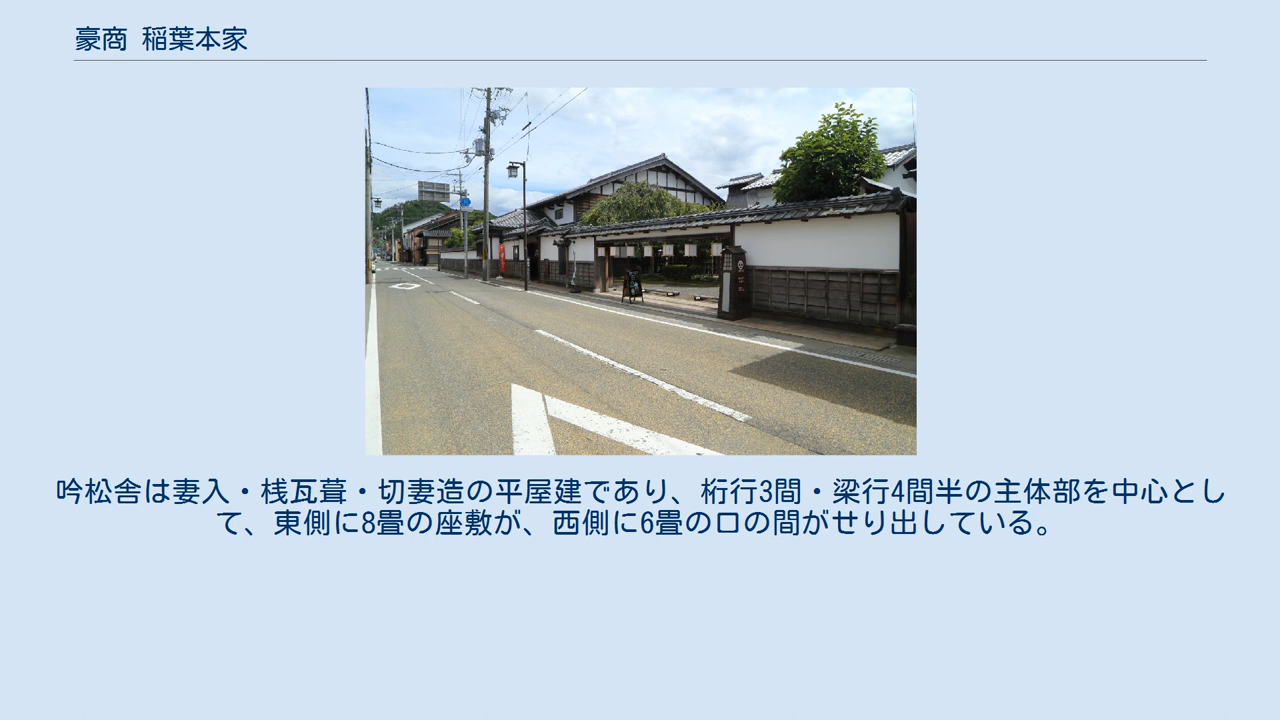 豪商 稲葉本家
吟松舎は妻入・桟瓦葺・切妻造の平屋建であり、桁行3間・梁行4間半の主体部を中心とし
て、東側に8畳の座敷が、西側に6畳の口の間がせり出している。